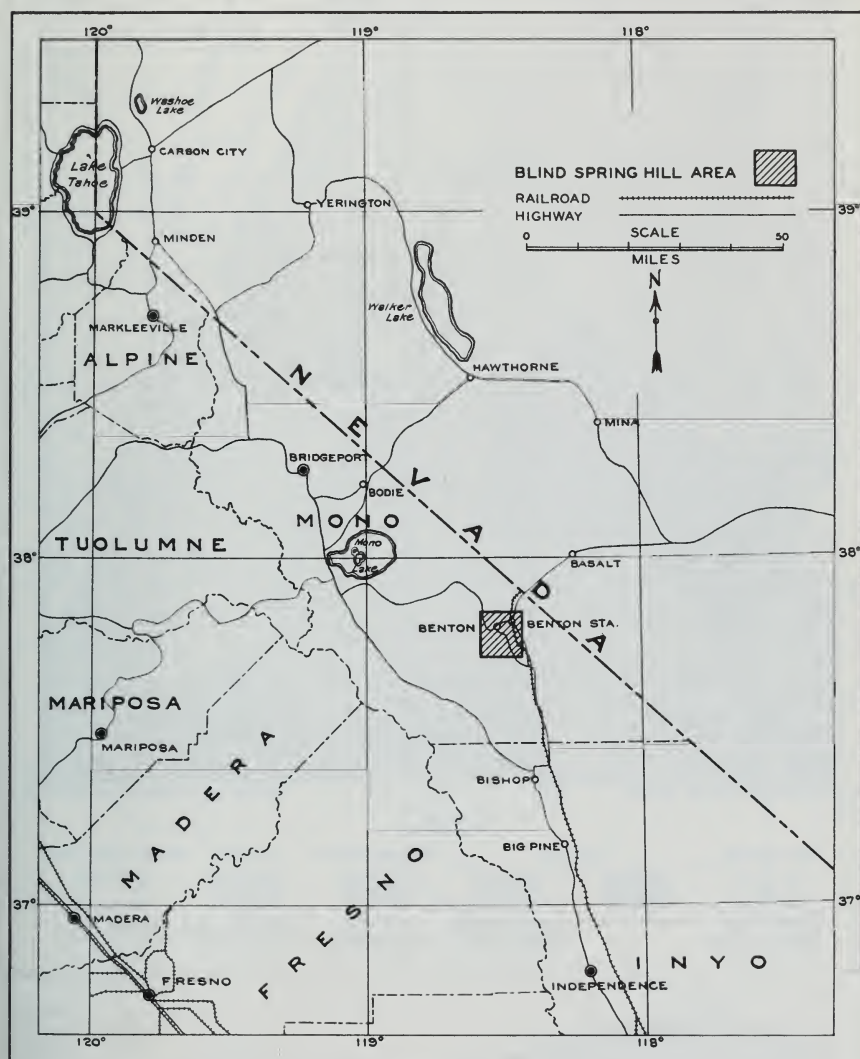 120°
119°
118°
Washoe
Lake
CARSON CITY
Lake
Tahoe
BLIND SPRING HILL AREA
RAILROAD
HIGHWAY
SCALE
0
50
MILES
N
39°
39°
YERINGTON
MINDEN
Walker
Lake
MARKLEEVILLE
ALPINE
HAWTHORNE
NEVADA
MINA
BRIDGEPORT
BODIE
MONO
TUOLUMNE
Mono
Lake
38°
38°
BASALT
BENTON
BENTON STA.
MARIPOSA
MARIPOSA
MADERA
BISHOP
FRESNO
BIG PINE
37°
37°
MADERA
INYO
FRESNO
INDEPENDENCE
120°
119°
118°